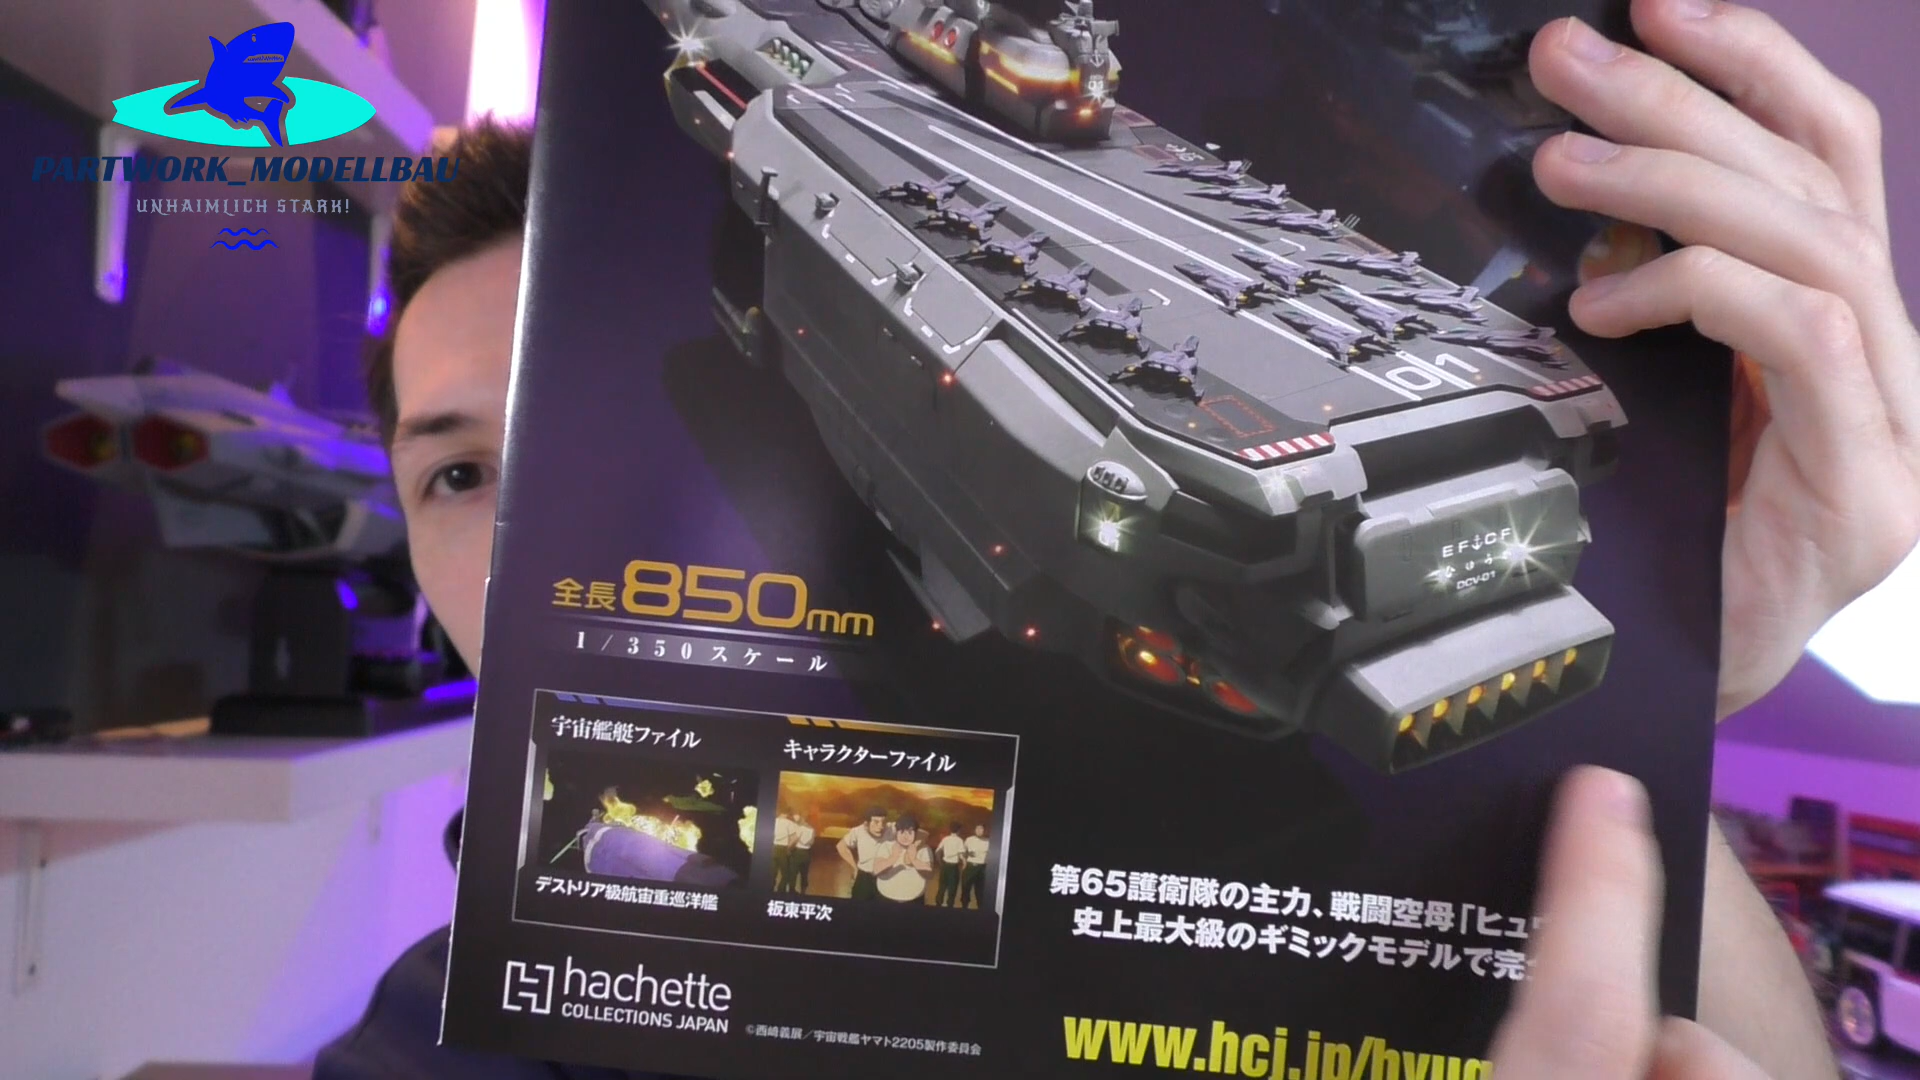 PARTWORK_MODELLBAU
UNHAIMLICH STARK!
01
EF⚓CF
DCV-01
全長850mm
1/350スケール
宇宙艦艇ファイル
キャラクターファイル
デストリア級航宙重巡洋艦
板東平次
第65護衛隊の主力、戦闘空母「ヒュ
史上最大級のギミックモデルで完
hachette
COLLECTIONS JAPAN
©西﨑義展/宇宙戦艦ヤマト2205製作委員会
www.hcj.jp/hyug